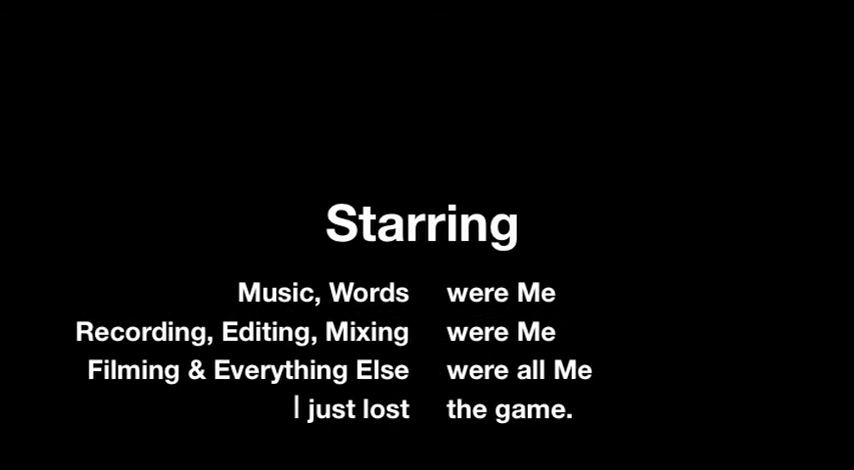 Starring
Music, Words were Me
Recording, Editing, Mixing were Me
Filming & Everything Else were all Me
I just lost the game.